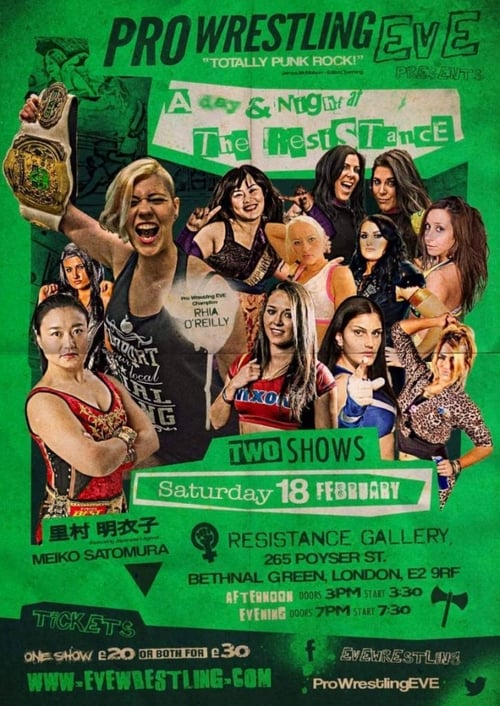 PRO WRESTLING EVE
"TOTALLY PUNK ROCK!"
PRESENTS
A day & Night at
The ResiSTancE
Pro Wrestling EVE
Champion
RHIA
O'REILLY
NIXON
TWO SHOWS
Saturday 18 FEBRUARY
里村 明衣子
MEIKO SATOMURA
RESISTANCE GALLERY,
265 POYSER ST.
BETHNAL GREEN, LONDON, E2 9RF
AFTERNOON DOORS 3PM START 3:30
EVENING DOORS 7PM START 7:30
TICKETS
ONE SHOW £20 OR BOTH FOR £30
WWW.EVEWRESTLING.COM
f EVEWRESTLING
ProWrestlingEVE